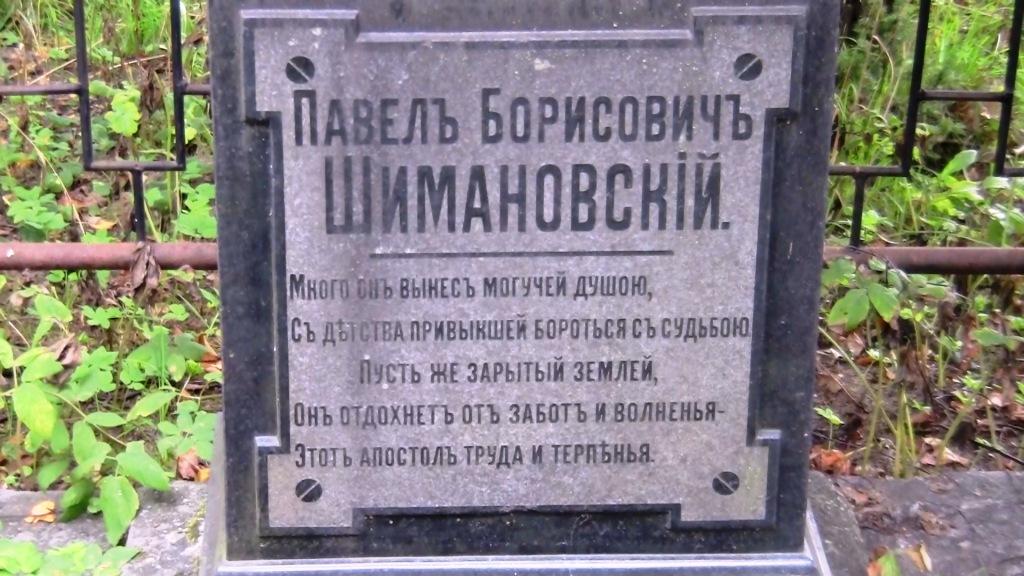 Павелъ Борисовичъ
Шимановскій.
Много онъ вынесъ могучей душою,
Съ дѣтства привыкшей бороться съ судьбою
Пусть же зарытый землей,
Онъ отдохнетъ отъ заботъ и волненья-
Этотъ апостолъ труда и терпѣнья.